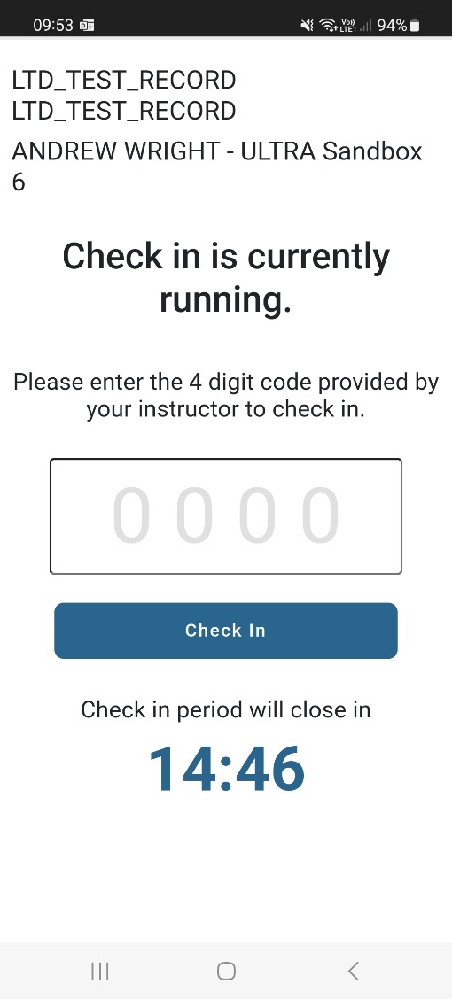 09:53
Vo)) LTE1 94%
LTD_TEST_RECORD
LTD_TEST_RECORD
ANDREW WRIGHT - ULTRA Sandbox
6
Check in is currently
running.
Please enter the 4 digit code provided by
your instructor to check in.
0000
Check In
Check in period will close in
14:46